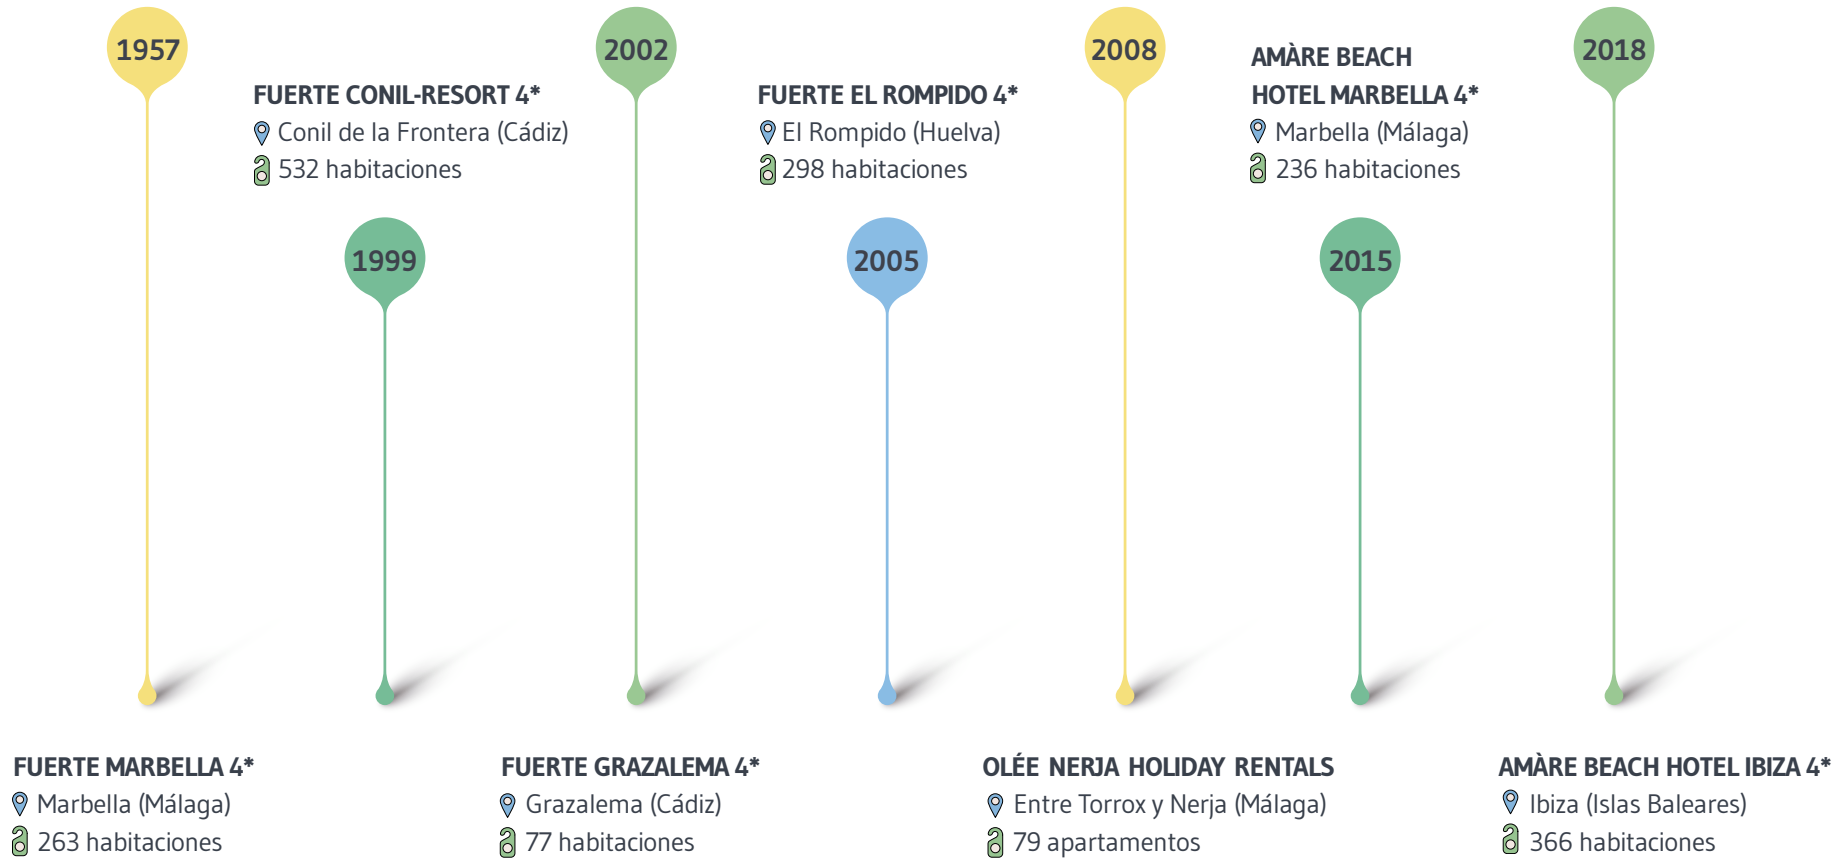 1957
FUERTE MARBELLA 4*
Marbella (Málaga)
263 habitaciones
FUERTE CONIL-RESORT 4*
Conil de la Frontera (Cádiz)
532 habitaciones
1999
2002
FUERTE GRAZALEMA 4*
Grazalema (Cádiz)
77 habitaciones
FUERTE EL ROMPIDO 4*
El Rompido (Huelva)
298 habitaciones
2005
2008
OLÉE NERJA HOLIDAY RENTALS
Entre Torrox y Nerja (Málaga)
79 apartamentos
AMÀRE BEACH
HOTEL MARBELLA 4*
Marbella (Málaga)
236 habitaciones
2015
2018
AMÀRE BEACH HOTEL IBIZA 4*
Ibiza (Islas Baleares)
366 habitaciones